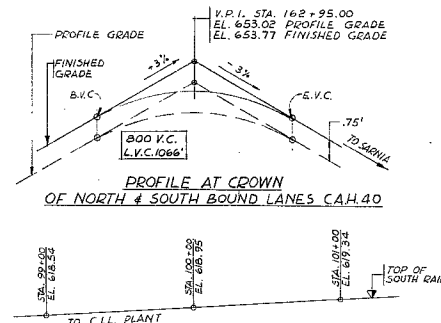 V.P.I. STA. 162+95.00
EL. 653.02 PROFILE GRADE
EL. 653.77 FINISHED GRADE
PROFILE GRADE
FINISHED
GRADE
+3%
-3%
B.V.C.
E.V.C.
.75'
TO SARNIA
800 V.C.
L.V.C. 1066'
PROFILE AT CROWN
OF NORTH & SOUTH BOUND LANES C.A.H. 40
STA. 99+00
EL. 618.54
STA. 100+00
EL. 618.95
STA. 101+00
EL. 619.34
TOP OF
SOUTH RAIL
TO C.I.L. PLANT